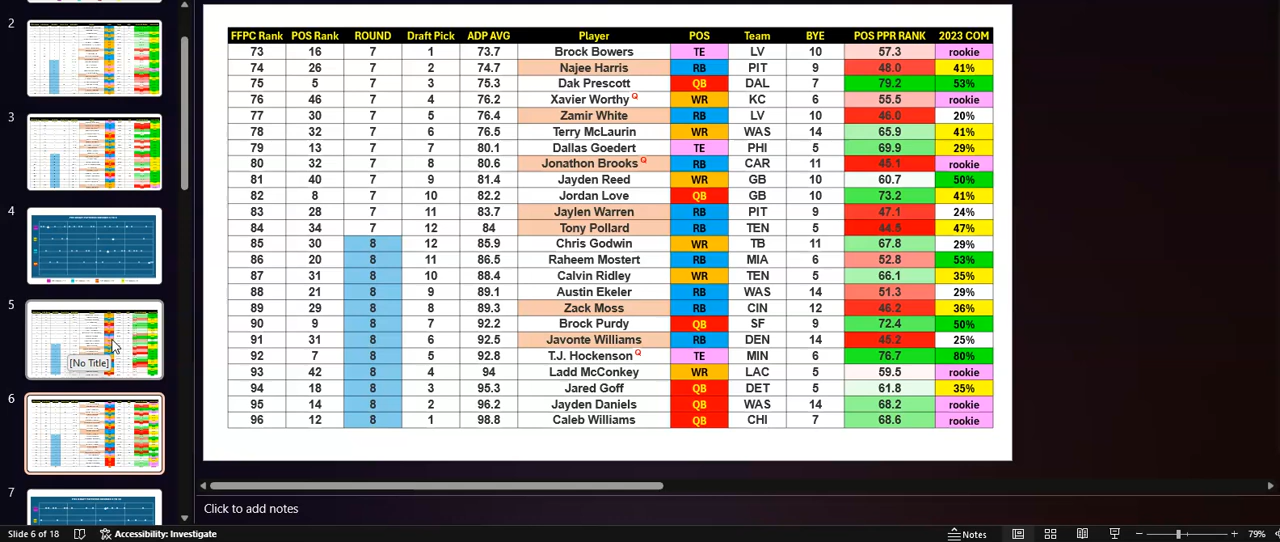 2
3
4
5
[No Title]
6
7
FFPC Rank POS Rank ROUND Draft Pick ADP AVG Player POS Team BYE POS PPR RANK 2023 COM
73 16 7 1 73.7 Brock Bowers TE LV 10 57.3 rookie
74 26 7 2 74.7 Najee Harris RB PIT 9 48.0 41%
75 5 7 3 75.3 Dak Prescott QB DAL 7 79.2 53%
76 46 7 4 76.2 Xavier Worthy Q WR KC 6 55.5 rookie
77 30 7 5 76.4 Zamir White RB LV 10 46.0 20%
78 32 7 6 76.5 Terry McLaurin WR WAS 14 65.9 41%
79 13 7 7 80.1 Dallas Goedert TE PHI 5 69.9 29%
80 32 7 8 80.6 Jonathon Brooks Q RB CAR 11 45.1 rookie
81 40 7 9 81.4 Jayden Reed WR GB 10 60.7 50%
82 8 7 10 82.2 Jordan Love QB GB 10 73.2 41%
83 28 7 11 83.7 Jaylen Warren RB PIT 9 47.1 24%
84 34 7 12 84 Tony Pollard RB TEN 5 44.5 47%
85 30 8 12 85.9 Chris Godwin WR TB 11 67.8 29%
86 20 8 11 86.5 Raheem Mostert RB MIA 6 52.8 53%
87 31 8 10 88.4 Calvin Ridley WR TEN 5 66.1 35%
88 21 8 9 89.1 Austin Ekeler RB WAS 14 51.3 29%
89 29 8 8 89.3 Zack Moss RB CIN 12 46.2 36%
90 9 8 7 92.2 Brock Purdy QB SF 9 72.4 50%
91 31 8 6 92.5 Javonte Williams RB DEN 14 45.2 25%
92 7 8 5 92.8 T.J. Hockenson Q TE MIN 6 76.7 80%
93 42 8 4 94 Ladd McConkey WR LAC 5 59.5 rookie
94 18 8 3 95.3 Jared Goff QB DET 5 61.8 35%
95 14 8 2 96.2 Jayden Daniels QB WAS 14 68.2 rookie
96 12 8 1 98.8 Caleb Williams QB CHI 7 68.6 rookie
Click to add notes
Slide 6 of 18 Accessibility: Investigate Notes 79%